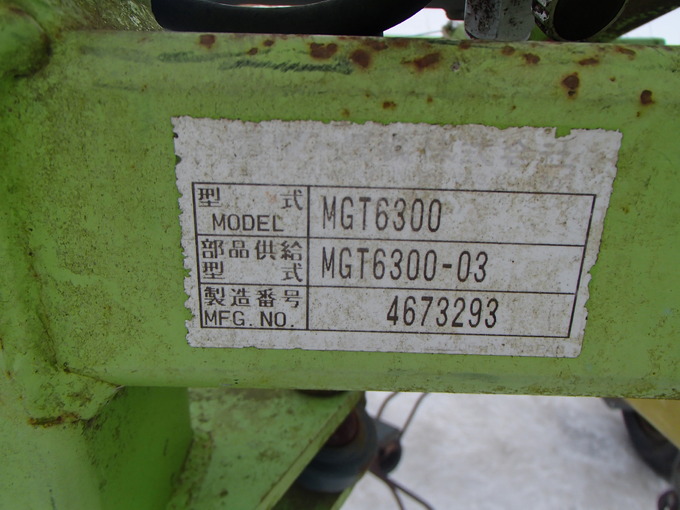 型式 MGT6300
MODEL
部品供給
型式 MGT6300-03
製造番号 4673293
MFG. NO.